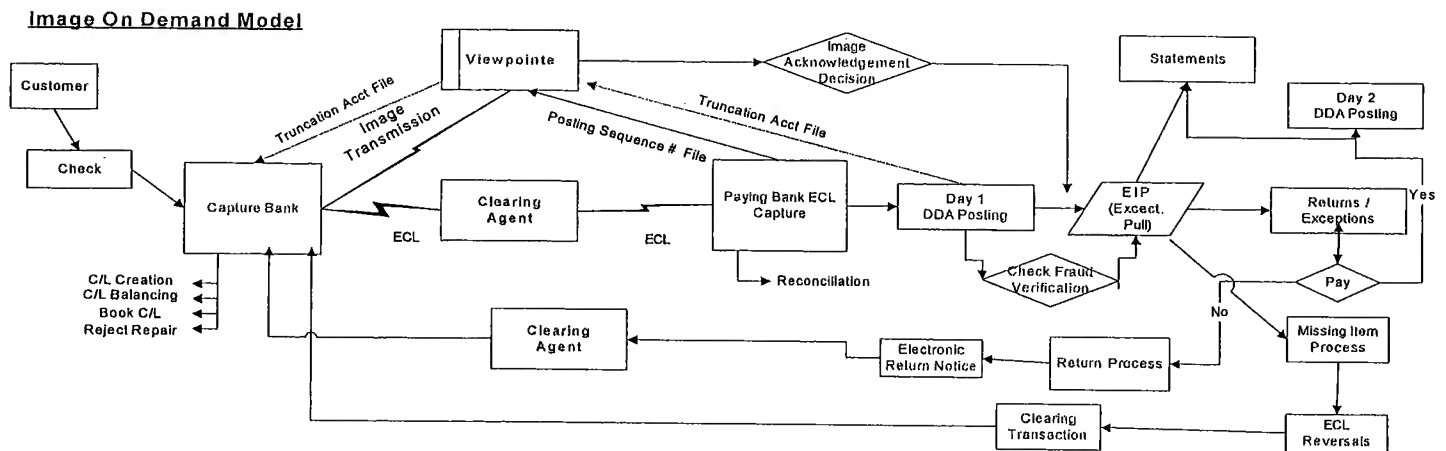 Image On Demand Model
Customer
Check
Viewpointe
Image
Acknowledgement
Decision
Statements
Day 2
DDA Posting
Truncation Acct File
Image
Transmission
Truncation Acct File
Posting Sequence # File
Capture Bank
ECL
Clearing
Agent
ECL
Paying Bank ECL
Capture
Day 1
DDA Posting
EIP
(Excect.
Pull)
Returns /
Exceptions
Yes
Reconcillation
Check Fraud
Verification
Pay
No
C/L Creation
C/L Balancing
Book C/L
Reject Repair
Clearing
Agent
Electronic
Return Notice
Return Process
Missing Item
Process
Clearing
Transaction
ECL
Reversals